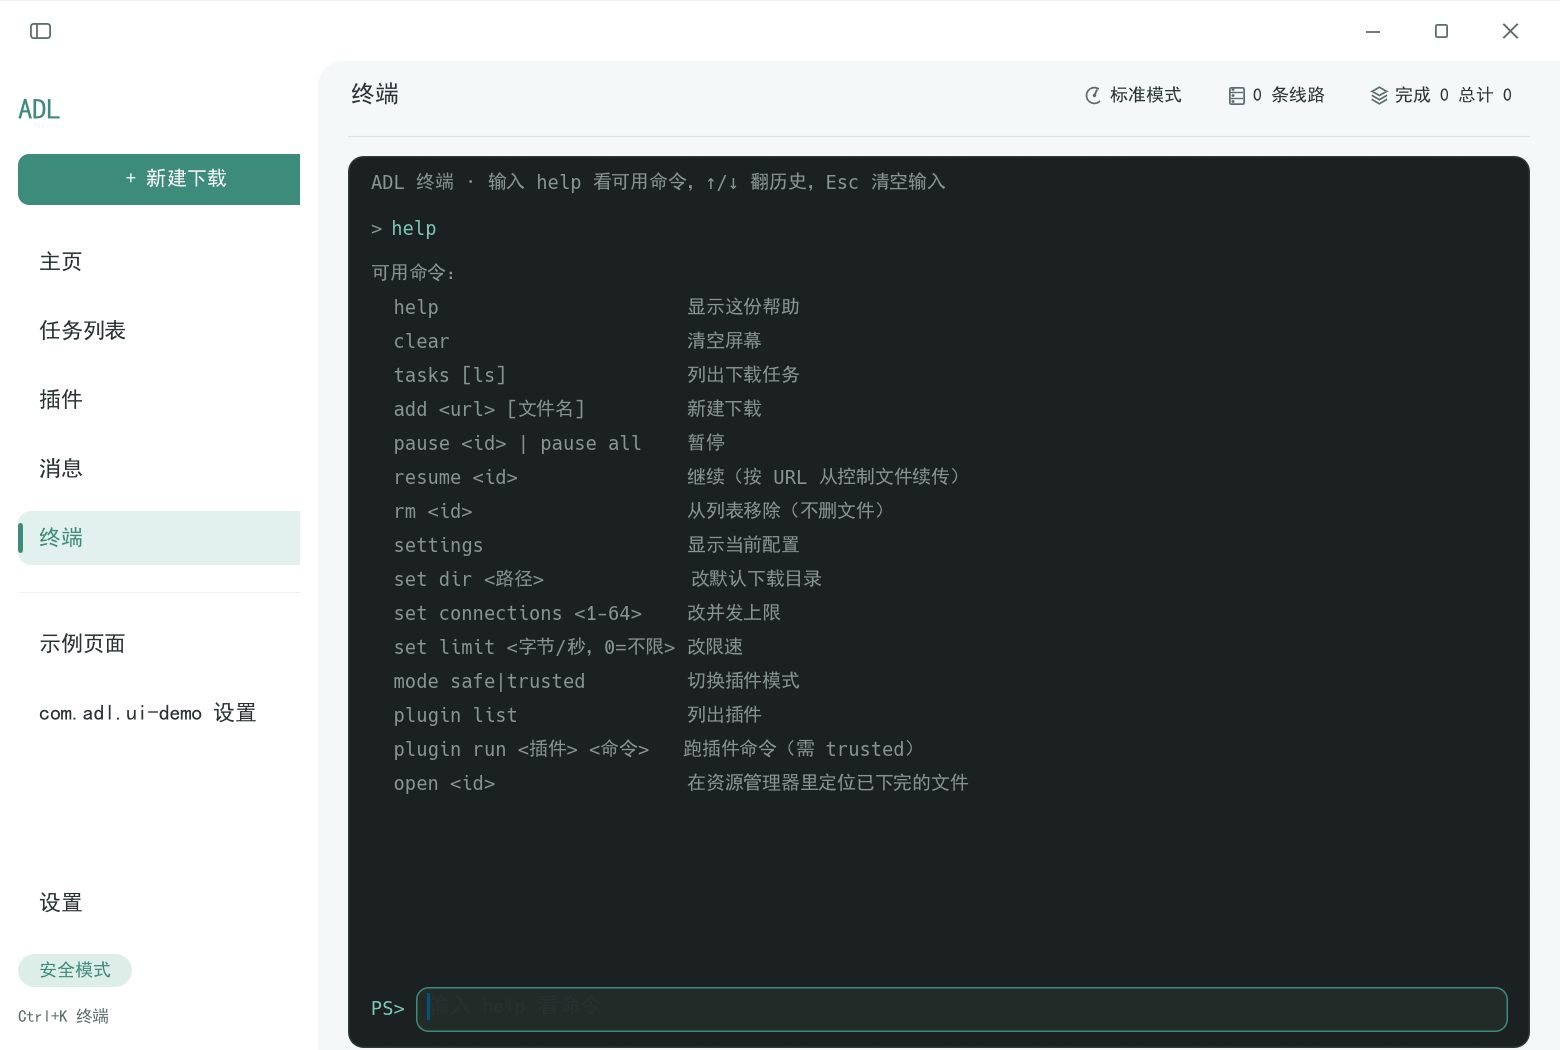 ADL
+ 新建下载
主页
任务列表
插件
消息
终端
示例页面
com.adl.ui-demo 设置
设置
安全模式
Ctrl+K 终端
终端
标准模式
0 条线路
完成 0 总计 0
ADL 终端 · 输入 help 看可用命令，↑/↓ 翻历史，Esc 清空输入
> help
可用命令：
help 显示这份帮助
clear 清空屏幕
tasks [ls] 列出下载任务
add <url> [文件名] 新建下载
pause <id> | pause all 暂停
resume <id> 继续（按 URL 从控制文件续传）
rm <id> 从列表移除（不删文件）
settings 显示当前配置
set dir <路径> 改默认下载目录
set connections <1-64> 改并发上限
set limit <字节/秒，0=不限> 改限速
mode safe|trusted 切换插件模式
plugin list 列出插件
plugin run <插件> <命令> 跑插件命令（需 trusted）
open <id> 在资源管理器里定位已下完的文件
PS> 输入 help 看命令